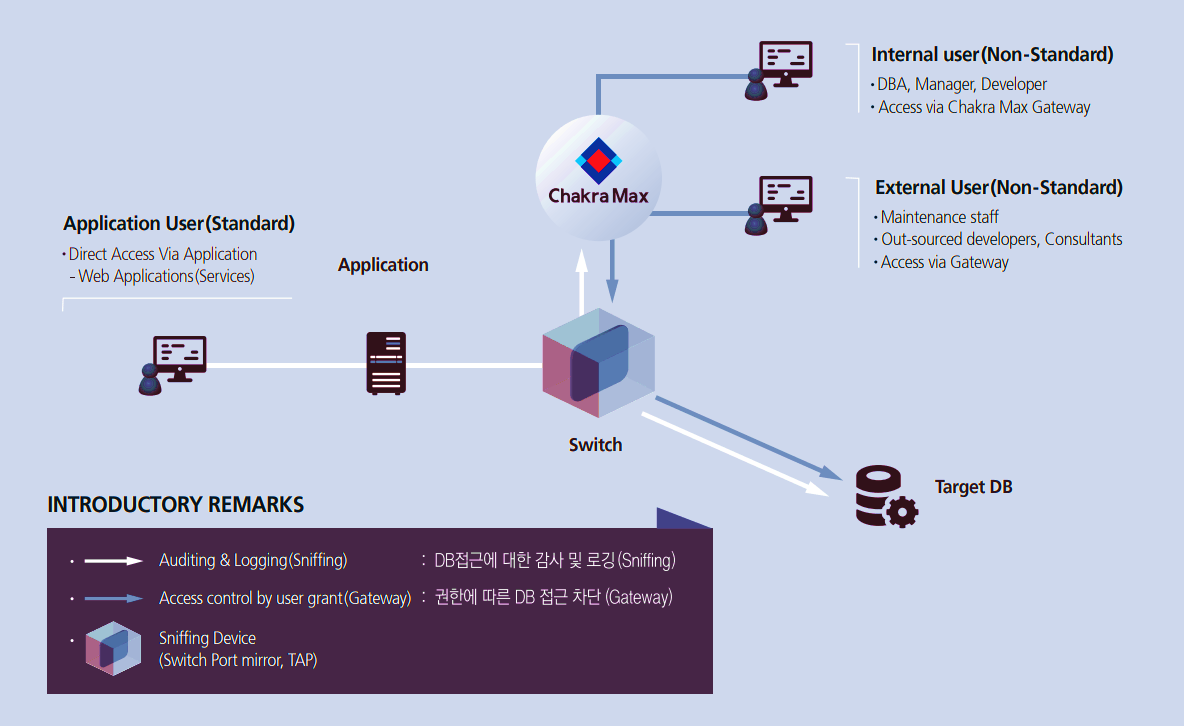 Internal user(Non-Standard)
·DBA, Manager, Developer
·Access via Chakra Max Gateway
Chakra Max
External User(Non-Standard)
·Maintenance staff
·Out-sourced developers, Consultants
·Access via Gateway
Application User(Standard)
·Direct Access Via Application
- Web Applications(Services)
Application
Switch
Target DB
INTRODUCTORY REMARKS
· Auditing & Logging(Sniffing) : DB접근에 대한 감사 및 로깅(Sniffing)
· Access control by user grant(Gateway) : 권한에 따른 DB 접근 차단 (Gateway)
· Sniffing Device
(Switch Port mirror, TAP)